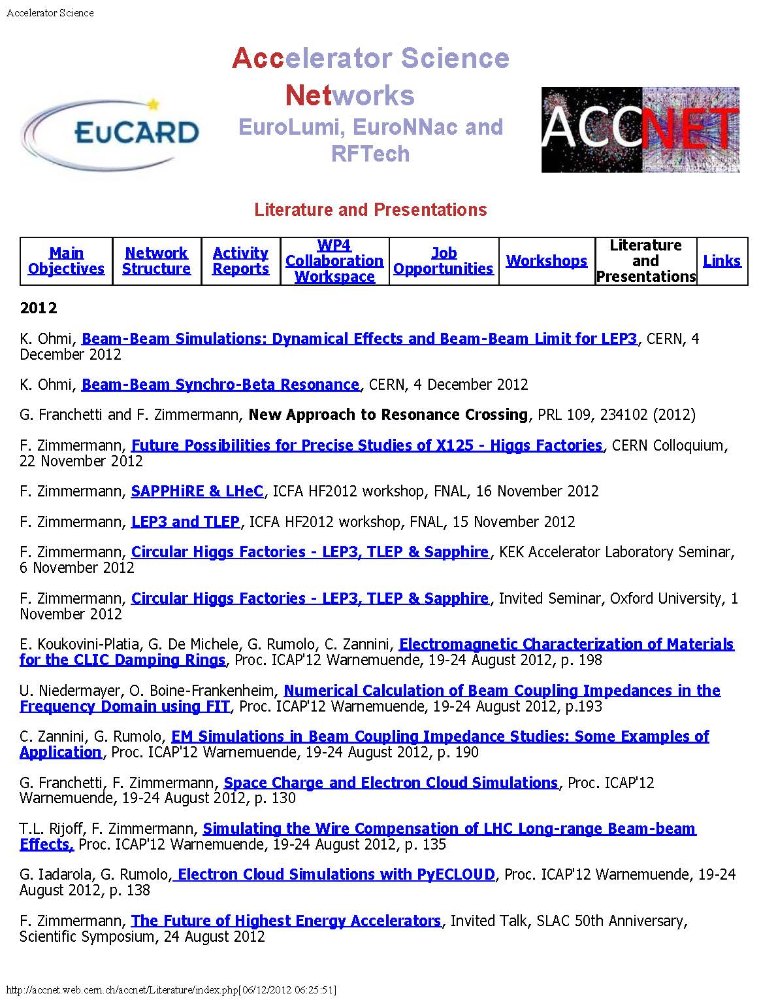 Accelerator Science
Accelerator Science
Networks
EuroLumi, EuroNNac and
RFTech
EuCARD
ACCNET
Literature and Presentations
Main
Objectives
Network
Structure
Activity
Reports
WP4
Collaboration
Workspace
Job
Opportunities
Workshops
Literature
and
Presentations
Links
2012
K. Ohmi, Beam-Beam Simulations: Dynamical Effects and Beam-Beam Limit for LEP3, CERN, 4
December 2012
K. Ohmi, Beam-Beam Synchro-Beta Resonance, CERN, 4 December 2012
G. Franchetti and F. Zimmermann, New Approach to Resonance Crossing, PRL 109, 234102 (2012)
F. Zimmermann, Future Possibilities for Precise Studies of X125 - Higgs Factories, CERN Colloquium,
22 November 2012
F. Zimmermann, SAPPHiRE & LHeC, ICFA HF2012 workshop, FNAL, 16 November 2012
F. Zimmermann, LEP3 and TLEP, ICFA HF2012 workshop, FNAL, 15 November 2012
F. Zimmermann, Circular Higgs Factories - LEP3, TLEP & Sapphire, KEK Accelerator Laboratory Seminar,
6 November 2012
F. Zimmermann, Circular Higgs Factories - LEP3, TLEP & Sapphire, Invited Seminar, Oxford University, 1
November 2012
E. Koukovini-Platia, G. De Michele, G. Rumolo, C. Zannini, Electromagnetic Characterization of Materials
for the CLIC Damping Rings, Proc. ICAP'12 Warnemuende, 19-24 August 2012, p. 198
U. Niedermayer, O. Boine-Frankenheim, Numerical Calculation of Beam Coupling Impedances in the
Frequency Domain using FIT, Proc. ICAP'12 Warnemuende, 19-24 August 2012, p.193
C. Zannini, G. Rumolo, EM Simulations in Beam Coupling Impedance Studies: Some Examples of
Application, Proc. ICAP'12 Warnemuende, 19-24 August 2012, p. 190
G. Franchetti, F. Zimmermann, Space Charge and Electron Cloud Simulations, Proc. ICAP'12
Warnemuende, 19-24 August 2012, p. 130
T.L. Rijoff, F. Zimmermann, Simulating the Wire Compensation of LHC Long-range Beam-beam
Effects, Proc. ICAP'12 Warnemuende, 19-24 August 2012, p. 135
G. Iadarola, G. Rumolo, Electron Cloud Simulations with PyECLOUD, Proc. ICAP'12 Warnemuende, 19-24
August 2012, p. 138
F. Zimmermann, The Future of Highest Energy Accelerators, Invited Talk, SLAC 50th Anniversary,
Scientific Symposium, 24 August 2012
http://accnet.web.cern.ch/accnet/Literature/index.php[06/12/2012 06:25:51]